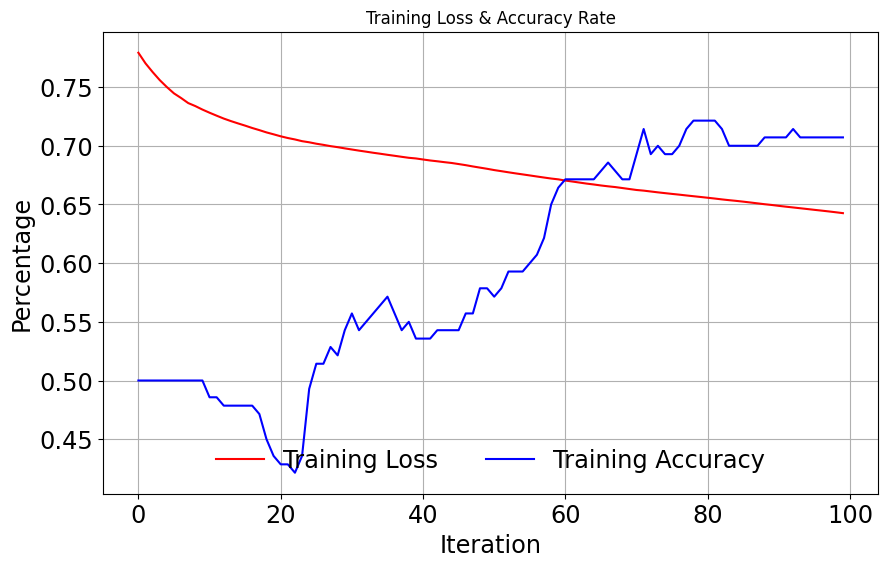 Training Loss & Accuracy Rate
Percentage
0.75
0.70
0.65
0.60
0.55
0.50
0.45
Training Loss Training Accuracy
0 20 40 60 80 100
Iteration